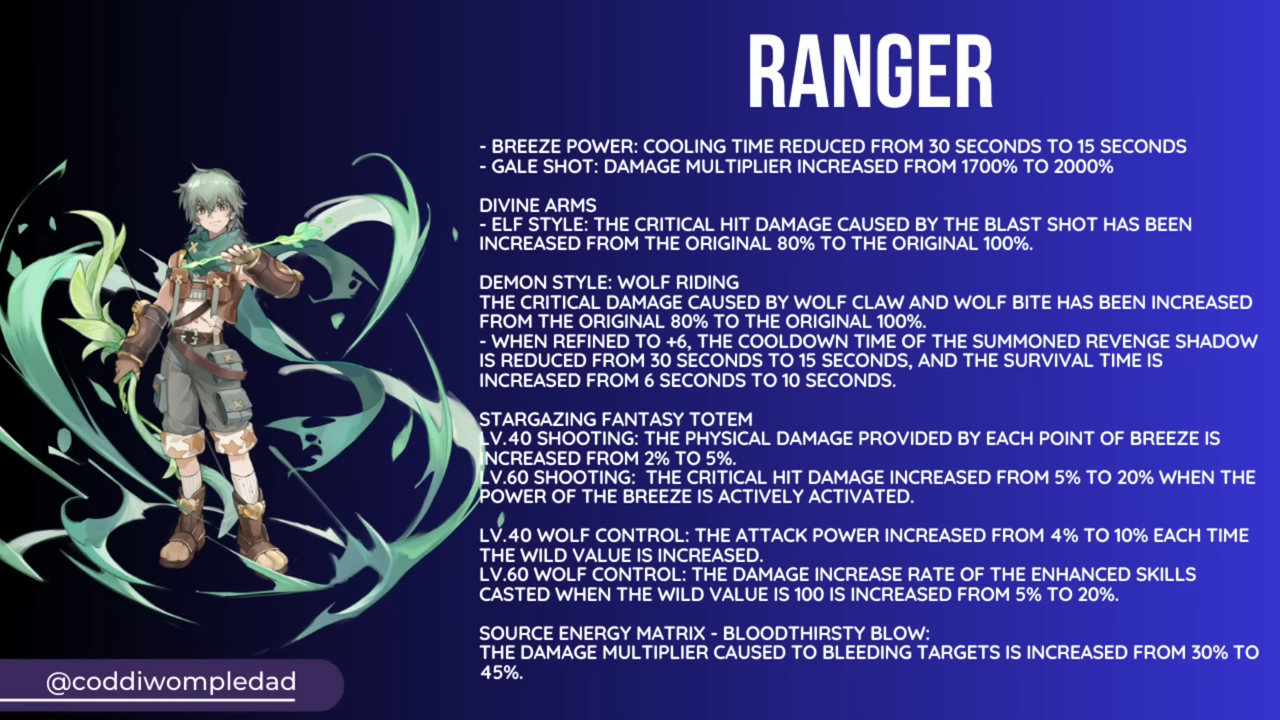 RANGER
- BREEZE POWER: COOLING TIME REDUCED FROM 30 SECONDS TO 15 SECONDS
- GALE SHOT: DAMAGE MULTIPLIER INCREASED FROM 1700% TO 2000%
DIVINE ARMS
- ELF STYLE: THE CRITICAL HIT DAMAGE CAUSED BY THE BLAST SHOT HAS BEEN
INCREASED FROM THE ORIGINAL 80% TO THE ORIGINAL 100%.
DEMON STYLE: WOLF RIDING
THE CRITICAL DAMAGE CAUSED BY WOLF CLAW AND WOLF BITE HAS BEEN INCREASED
FROM THE ORIGINAL 80% TO THE ORIGINAL 100%.
- WHEN REFINED TO +6, THE COOLDOWN TIME OF THE SUMMONED REVENGE SHADOW
IS REDUCED FROM 30 SECONDS TO 15 SECONDS, AND THE SURVIVAL TIME IS
INCREASED FROM 6 SECONDS TO 10 SECONDS.
STARGAZING FANTASY TOTEM
LV.40 SHOOTING: THE PHYSICAL DAMAGE PROVIDED BY EACH POINT OF BREEZE IS
INCREASED FROM 2% TO 5%.
LV.60 SHOOTING: THE CRITICAL HIT DAMAGE INCREASED FROM 5% TO 20% WHEN THE
POWER OF THE BREEZE IS ACTIVELY ACTIVATED.
LV.40 WOLF CONTROL: THE ATTACK POWER INCREASED FROM 4% TO 10% EACH TIME
THE WILD VALUE IS INCREASED.
LV.60 WOLF CONTROL: THE DAMAGE INCREASE RATE OF THE ENHANCED SKILLS
CASTED WHEN THE WILD VALUE IS 100 IS INCREASED FROM 5% TO 20%.
SOURCE ENERGY MATRIX - BLOODTHIRSTY BLOW:
THE DAMAGE MULTIPLIER CAUSED TO BLEEDING TARGETS IS INCREASED FROM 30% TO
45%.
@coddiwompledad